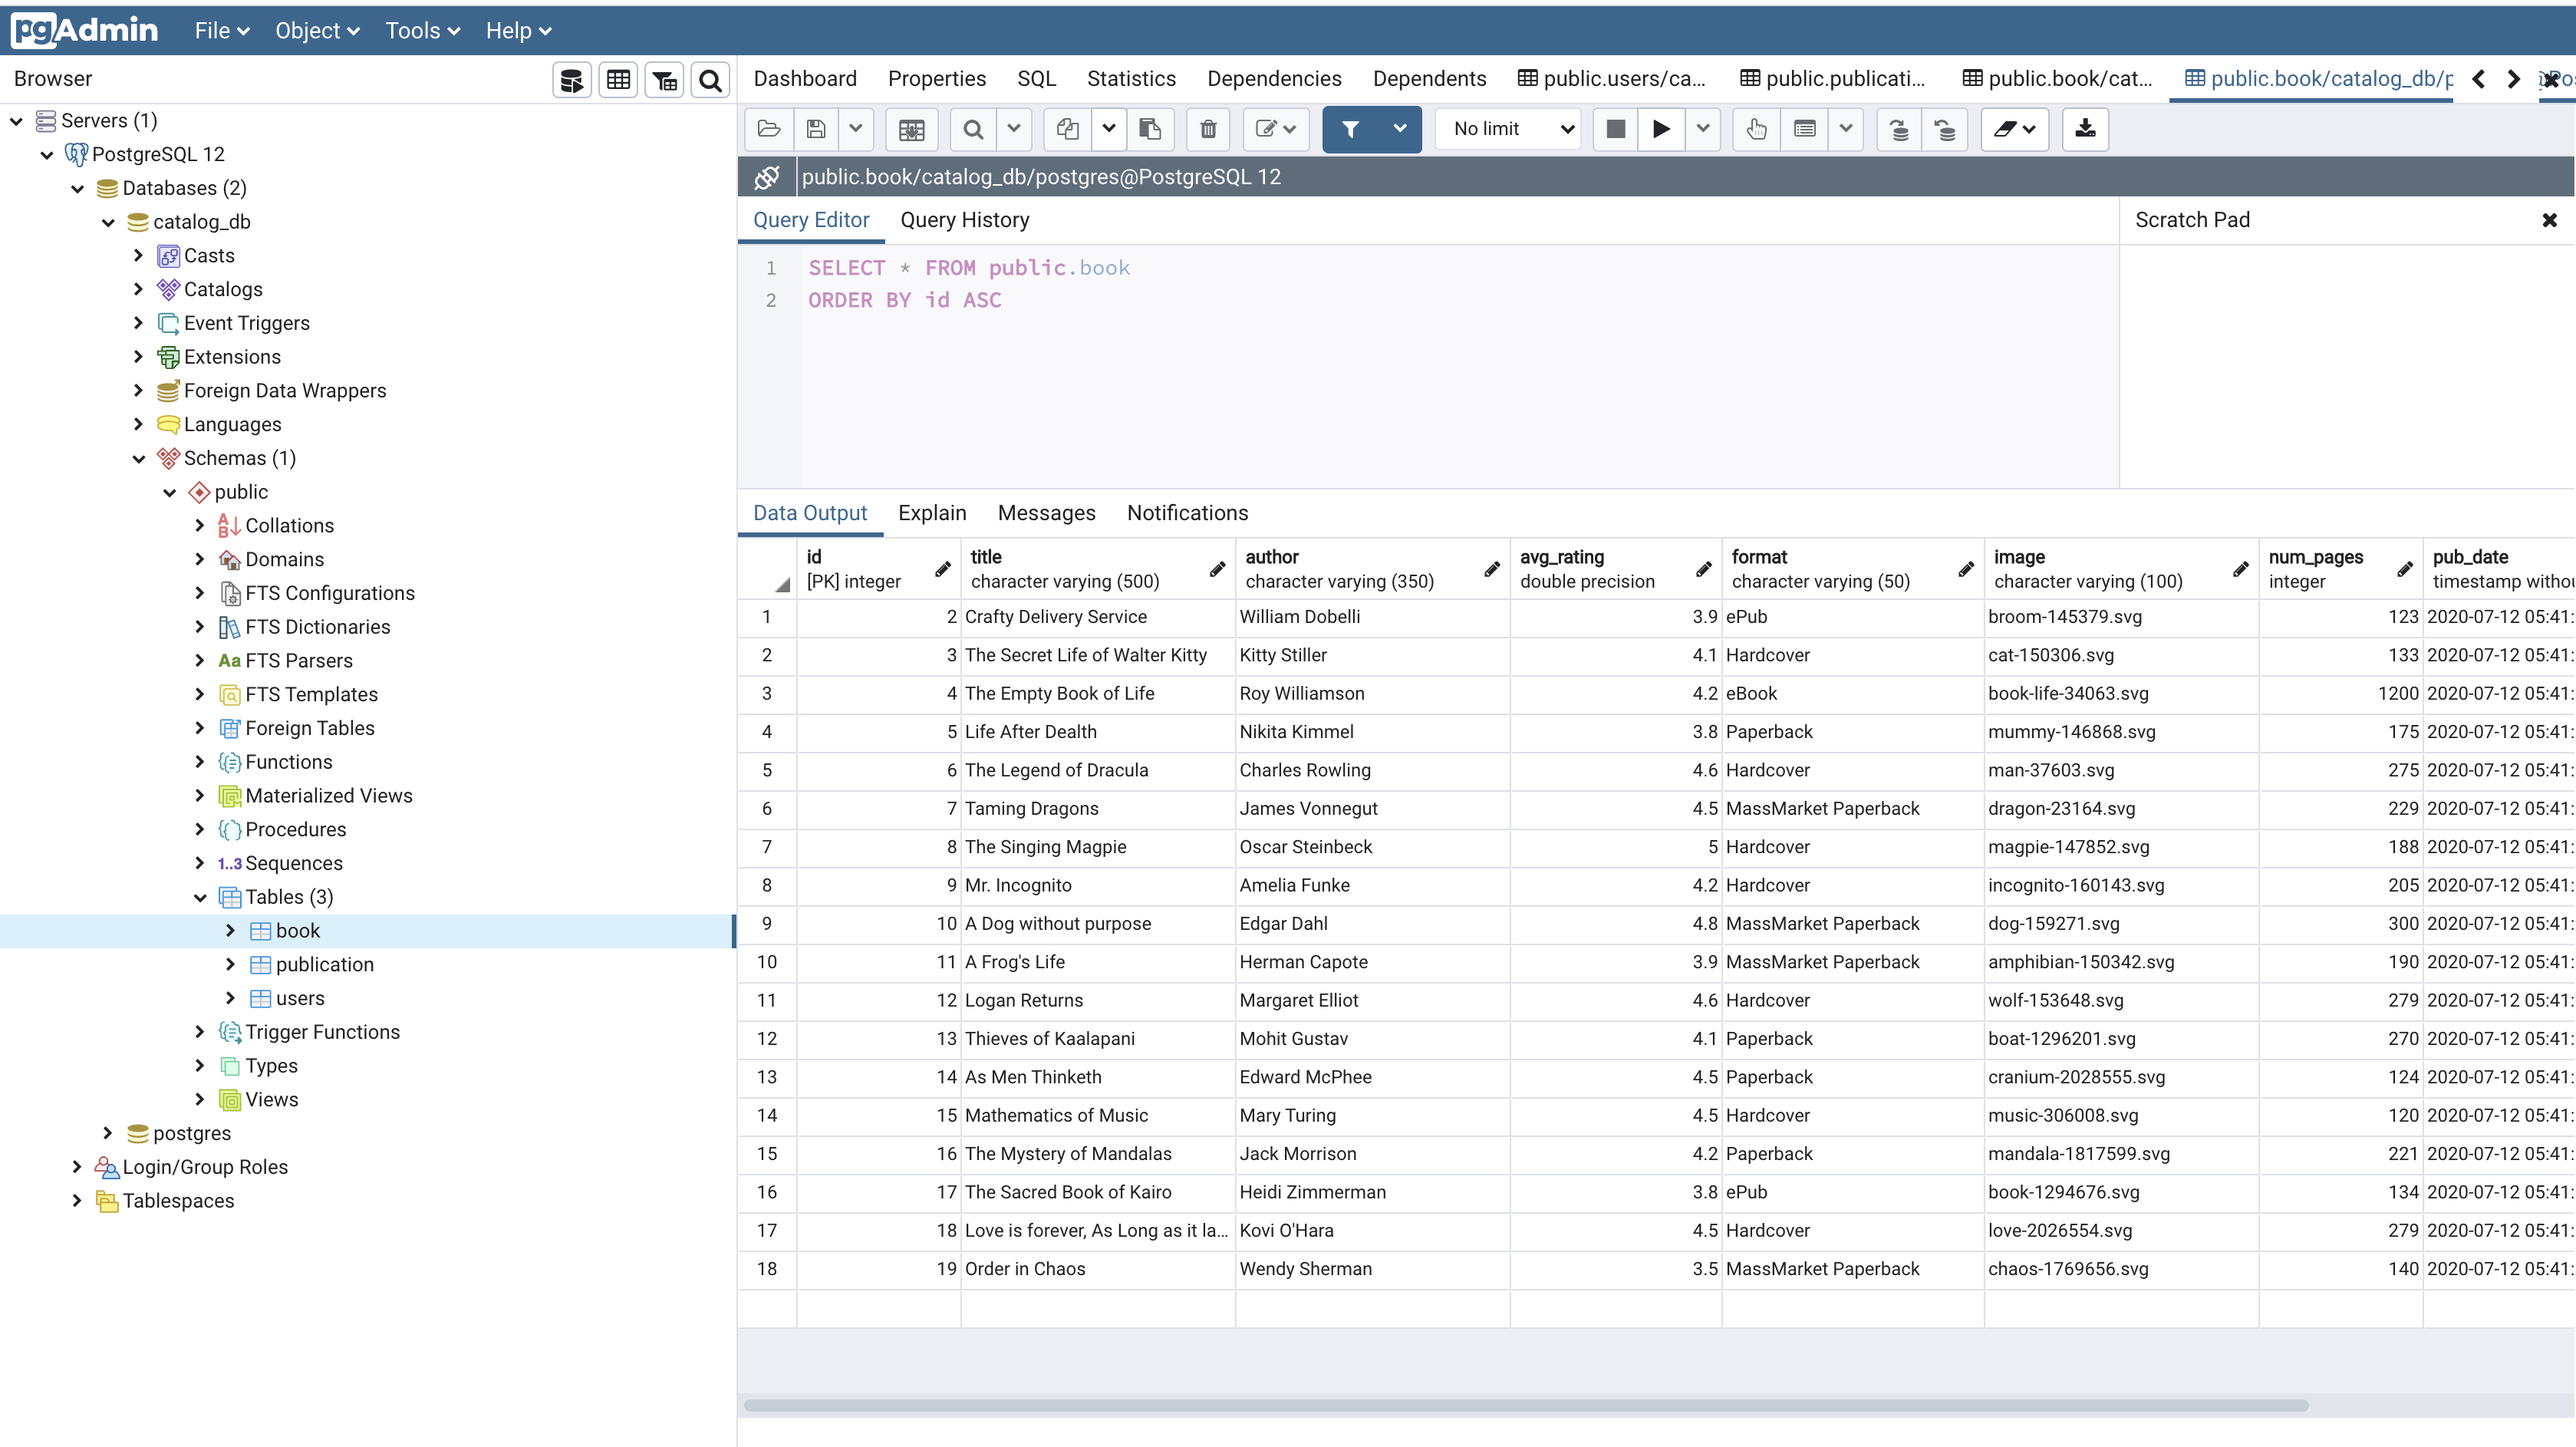 pgAdmin File Object Tools Help
Browser
Dashboard Properties SQL Statistics Dependencies Dependents public.users/ca... public.publicati... public.book/cat... public.book/catalog_db/p
Servers (1)
PostgreSQL 12
Databases (2)
catalog_db
Casts
Catalogs
Event Triggers
Extensions
Foreign Data Wrappers
Languages
Schemas (1)
public
Collations
Domains
FTS Configurations
FTS Dictionaries
Aa FTS Parsers
FTS Templates
Foreign Tables
Functions
Materialized Views
Procedures
1..3 Sequences
Tables (3)
book
publication
users
Trigger Functions
Types
Views
postgres
Login/Group Roles
Tablespaces
No limit
public.book/catalog_db/postgres@PostgreSQL 12
Query Editor Query History
Scratch Pad
1 SELECT * FROM public.book
2 ORDER BY id ASC
Data Output Explain Messages Notifications
id title author avg_rating format image num_pages pub_date
[PK] integer character varying (500) character varying (350) double precision character varying (50) character varying (100) integer timestamp withou
1 2 Crafty Delivery Service William Dobelli 3.9 ePub broom-145379.svg 123 2020-07-12 05:41:
2 3 The Secret Life of Walter Kitty Kitty Stiller 4.1 Hardcover cat-150306.svg 133 2020-07-12 05:41:
3 4 The Empty Book of Life Roy Williamson 4.2 eBook book-life-34063.svg 1200 2020-07-12 05:41:
4 5 Life After Dealth Nikita Kimmel 3.8 Paperback mummy-146868.svg 175 2020-07-12 05:41:
5 6 The Legend of Dracula Charles Rowling 4.6 Hardcover man-37603.svg 275 2020-07-12 05:41:
6 7 Taming Dragons James Vonnegut 4.5 MassMarket Paperback dragon-23164.svg 229 2020-07-12 05:41:
7 8 The Singing Magpie Oscar Steinbeck 5 Hardcover magpie-147852.svg 188 2020-07-12 05:41:
8 9 Mr. Incognito Amelia Funke 4.2 Hardcover incognito-160143.svg 205 2020-07-12 05:41:
9 10 A Dog without purpose Edgar Dahl 4.8 MassMarket Paperback dog-159271.svg 300 2020-07-12 05:41:
10 11 A Frog's Life Herman Capote 3.9 MassMarket Paperback amphibian-150342.svg 190 2020-07-12 05:41:
11 12 Logan Returns Margaret Elliot 4.6 Hardcover wolf-153648.svg 279 2020-07-12 05:41:
12 13 Thieves of Kaalapani Mohit Gustav 4.1 Paperback boat-1296201.svg 270 2020-07-12 05:41:
13 14 As Men Thinketh Edward McPhee 4.5 Paperback cranium-2028555.svg 124 2020-07-12 05:41:
14 15 Mathematics of Music Mary Turing 4.5 Hardcover music-306008.svg 120 2020-07-12 05:41:
15 16 The Mystery of Mandalas Jack Morrison 4.2 Paperback mandala-1817599.svg 221 2020-07-12 05:41:
16 17 The Sacred Book of Kairo Heidi Zimmerman 3.8 ePub book-1294676.svg 134 2020-07-12 05:41:
17 18 Love is forever, As Long as it la... Kovi O'Hara 4.5 Hardcover love-2026554.svg 279 2020-07-12 05:41:
18 19 Order in Chaos Wendy Sherman 3.5 MassMarket Paperback chaos-1769656.svg 140 2020-07-12 05:41: